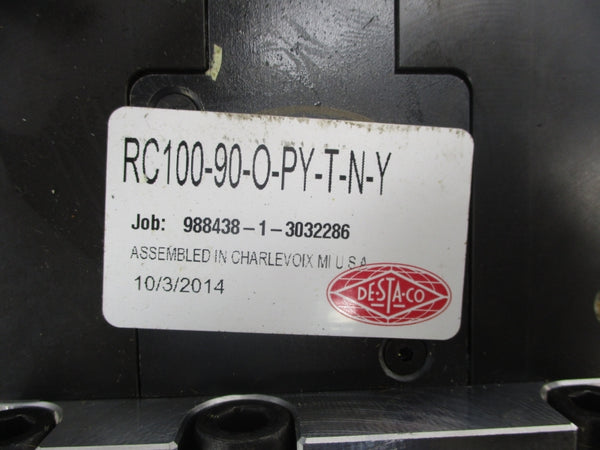 RC100-90-O-PY-T-N-Y
Job: 988438-1-3032286
ASSEMBLED IN CHARLEVOIX MI U.S.A
10/3/2014
DE-STA-CO